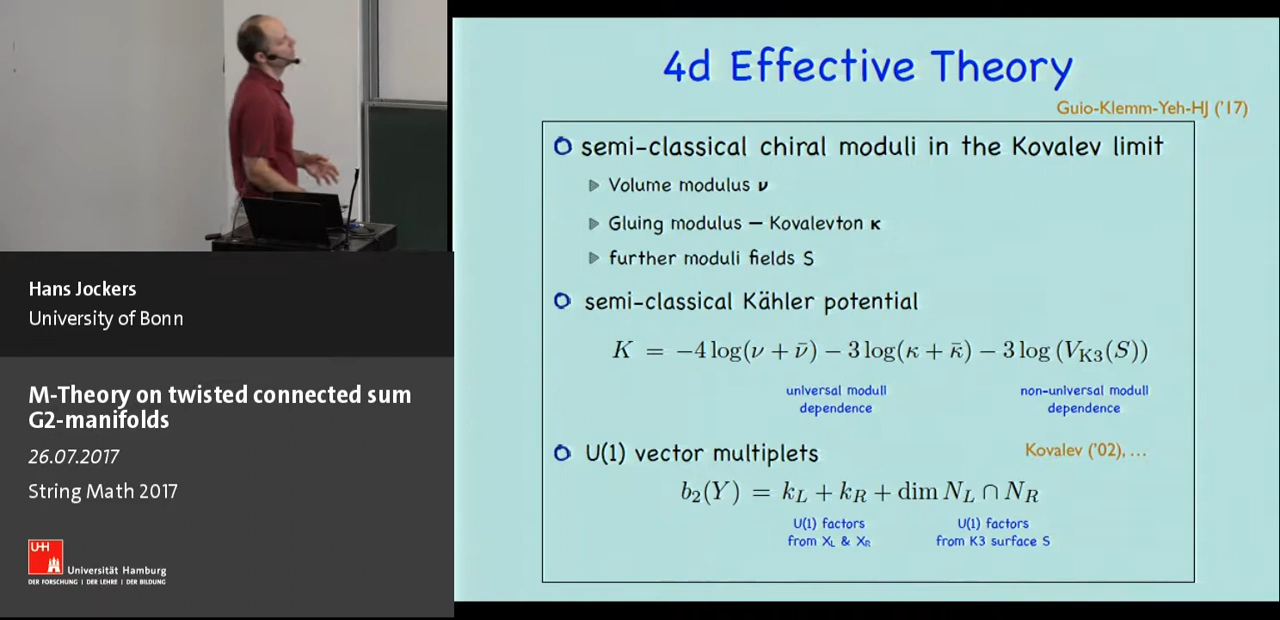 Hans Jockers
University of Bonn
M-Theory on twisted connected sum
G2-manifolds
26.07.2017
String Math 2017
UH
Universität Hamburg
DER FORSCHUNG | DER LEHRE | DER BILDUNG
4d Effective Theory
Guio-Klemm-Yeh-HJ ('17)
semi-classical chiral moduli in the Kovalev limit
Volume modulus ν
Gluing modulus – Kovalevton κ
further moduli fields S
semi-classical Kähler potential
K = −4 log(ν + ν̄) − 3 log(κ + κ̄) − 3 log (V_K3(S))
universal moduli
dependence
non-universal moduli
dependence
U(1) vector multiplets
Kovalev ('02), ...
b₂(Y) = k_L + k_R + dim N_L ∩ N_R
U(1) factors
from X_L & X_R
U(1) factors
from K3 surface S